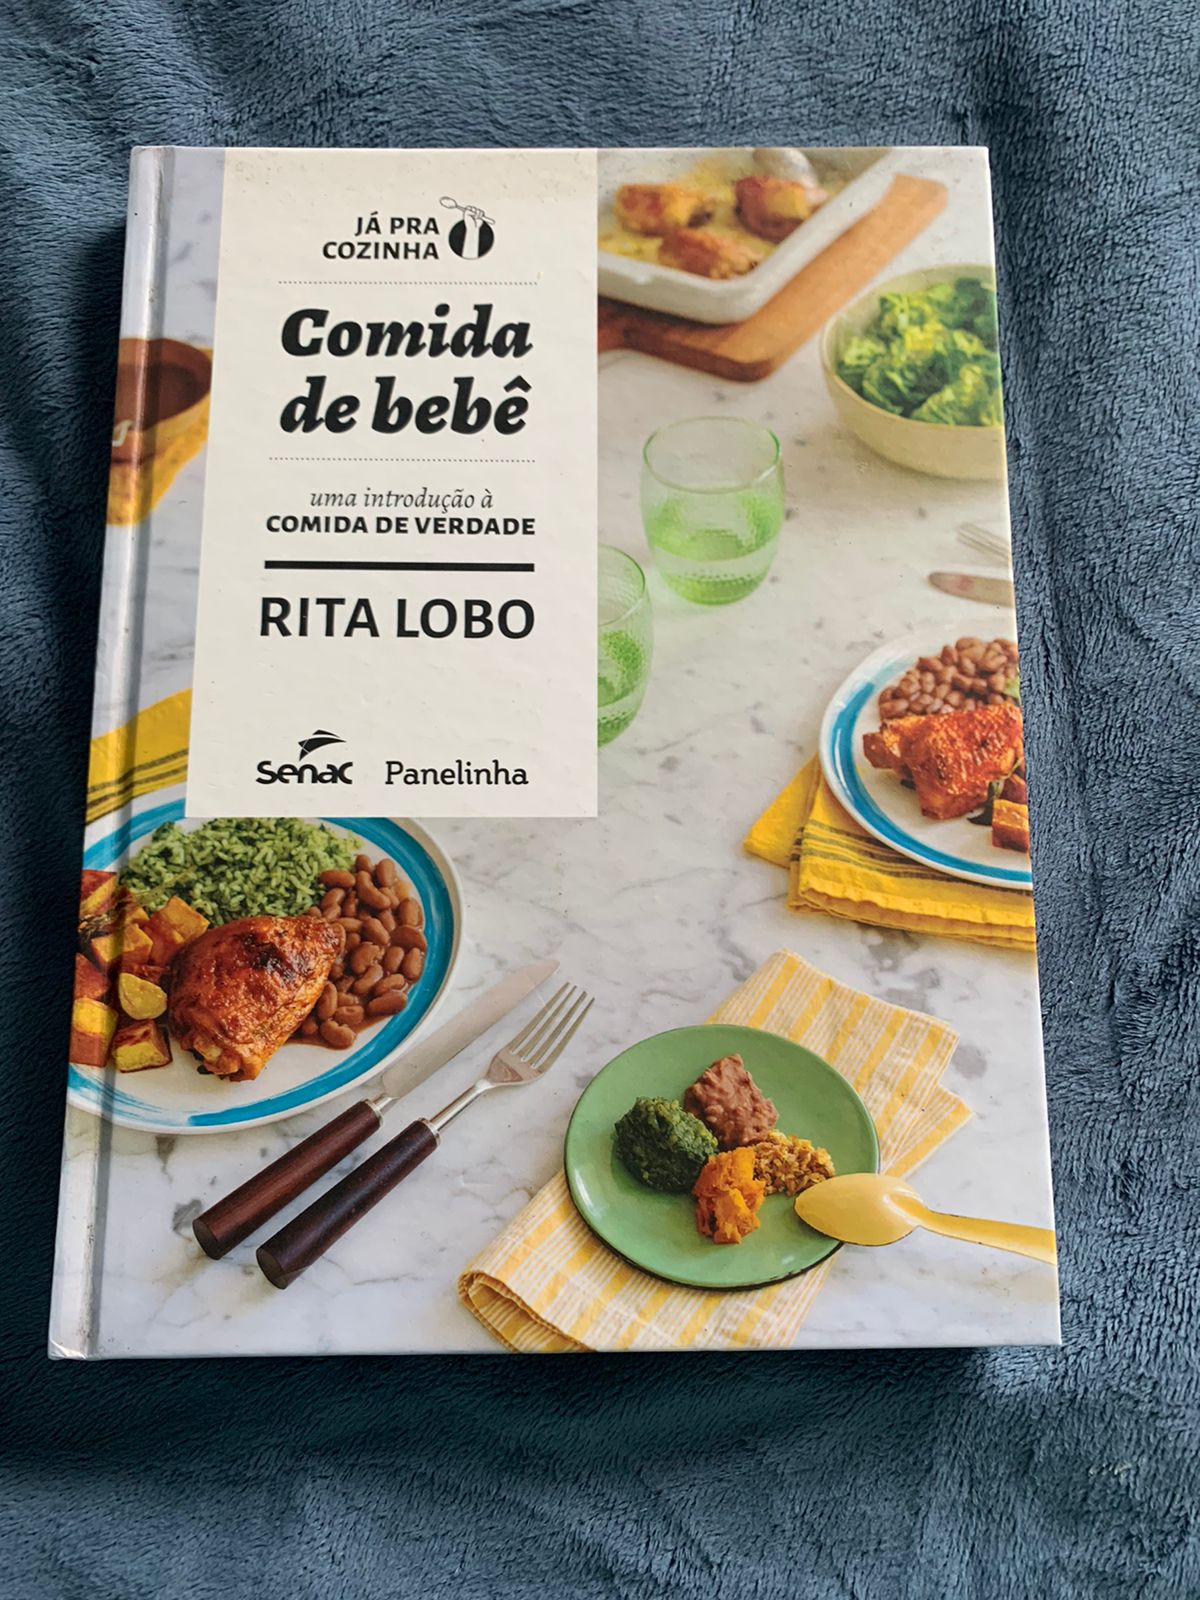 JÁ PRA
COZINHA
Comida
de bebê
uma introdução à
COMIDA DE VERDADE
RITA LOBO
senac Panelinha